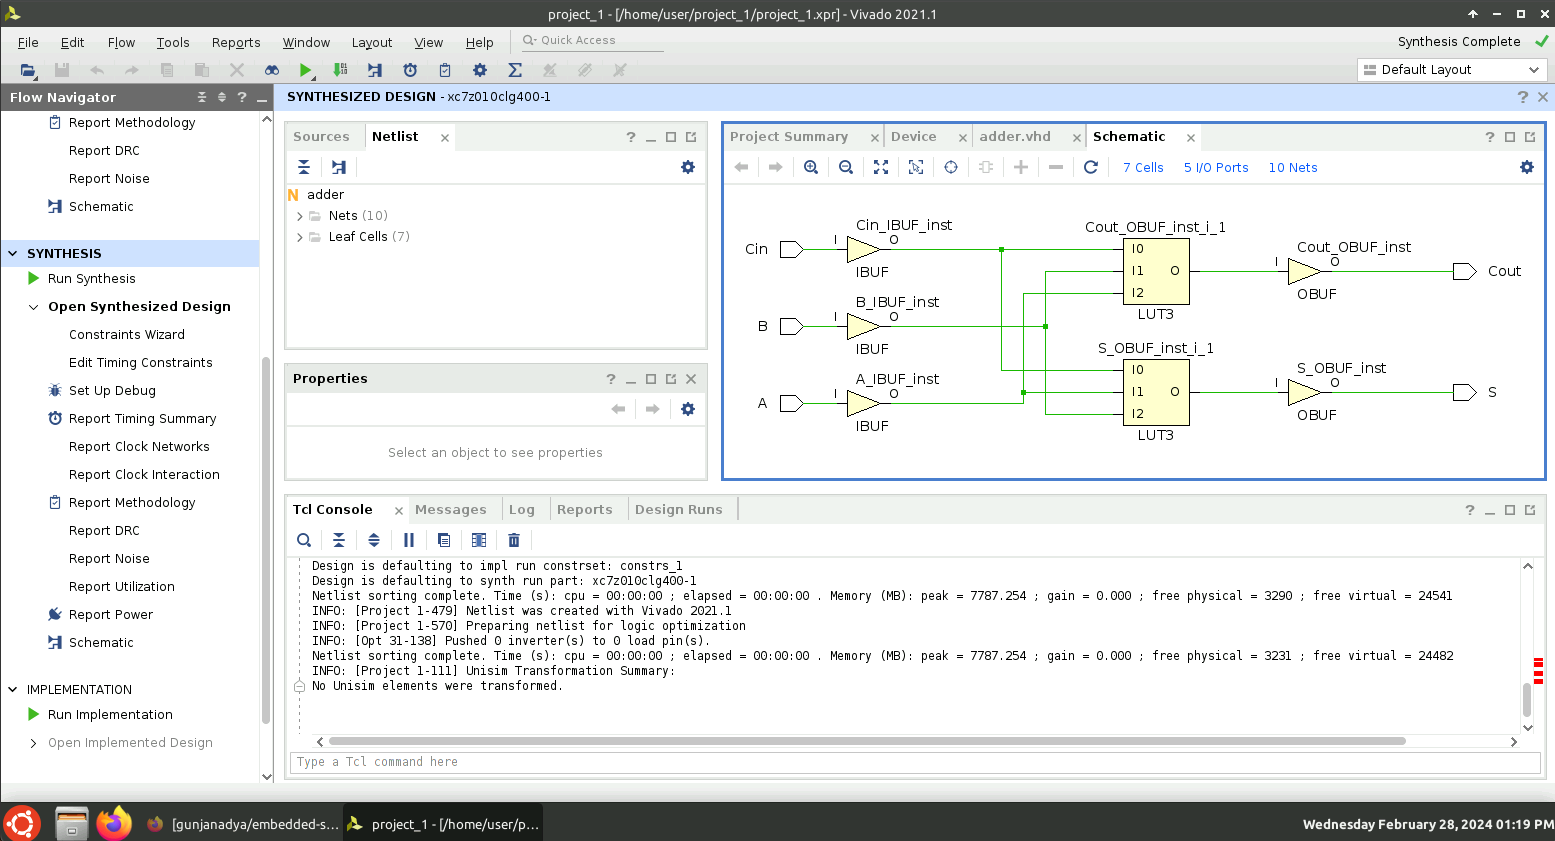 project_1 - [/home/user/project_1/project_1.xpr] - Vivado 2021.1
File Edit Flow Tools Reports Window Layout View Help Quick Access Synthesis Complete
Default Layout
Flow Navigator
Report Methodology
Report DRC
Report Noise
Schematic
SYNTHESIS
Run Synthesis
Open Synthesized Design
Constraints Wizard
Edit Timing Constraints
Set Up Debug
Report Timing Summary
Report Clock Networks
Report Clock Interaction
Report Methodology
Report DRC
Report Noise
Report Utilization
Report Power
Schematic
IMPLEMENTATION
Run Implementation
Open Implemented Design
SYNTHESIZED DESIGN - xc7z010clg400-1
Sources Netlist
N adder
Nets (10)
Leaf Cells (7)
Properties
Select an object to see properties
Project Summary Device adder.vhd Schematic
7 Cells 5 I/O Ports 10 Nets
Cin_IBUF_inst
Cin I O
IBUF
B_IBUF_inst
B I O
IBUF
A_IBUF_inst
A I O
IBUF
Cout_OBUF_inst_i_1
I0
I1 O
I2
LUT3
S_OBUF_inst_i_1
I0
I1 O
I2
LUT3
Cout_OBUF_inst
I O Cout
OBUF
S_OBUF_inst
I O S
OBUF
Tcl Console Messages Log Reports Design Runs
Design is defaulting to impl run constrset: constrs_1
Design is defaulting to synth run part: xc7z010clg400-1
Netlist sorting complete. Time (s): cpu = 00:00:00 ; elapsed = 00:00:00 . Memory (MB): peak = 7787.254 ; gain = 0.000 ; free physical = 3290 ; free virtual = 24541
INFO: [Project 1-479] Netlist was created with Vivado 2021.1
INFO: [Project 1-570] Preparing netlist for logic optimization
INFO: [Opt 31-138] Pushed 0 inverter(s) to 0 load pin(s).
Netlist sorting complete. Time (s): cpu = 00:00:00 ; elapsed = 00:00:00 . Memory (MB): peak = 7787.254 ; gain = 0.000 ; free physical = 3231 ; free virtual = 24482
INFO: [Project 1-111] Unisim Transformation Summary:
No Unisim elements were transformed.
Type a Tcl command here
[gunjanadya/embedded-s... project_1 - [/home/user/p... Wednesday February 28, 2024 01:19 PM